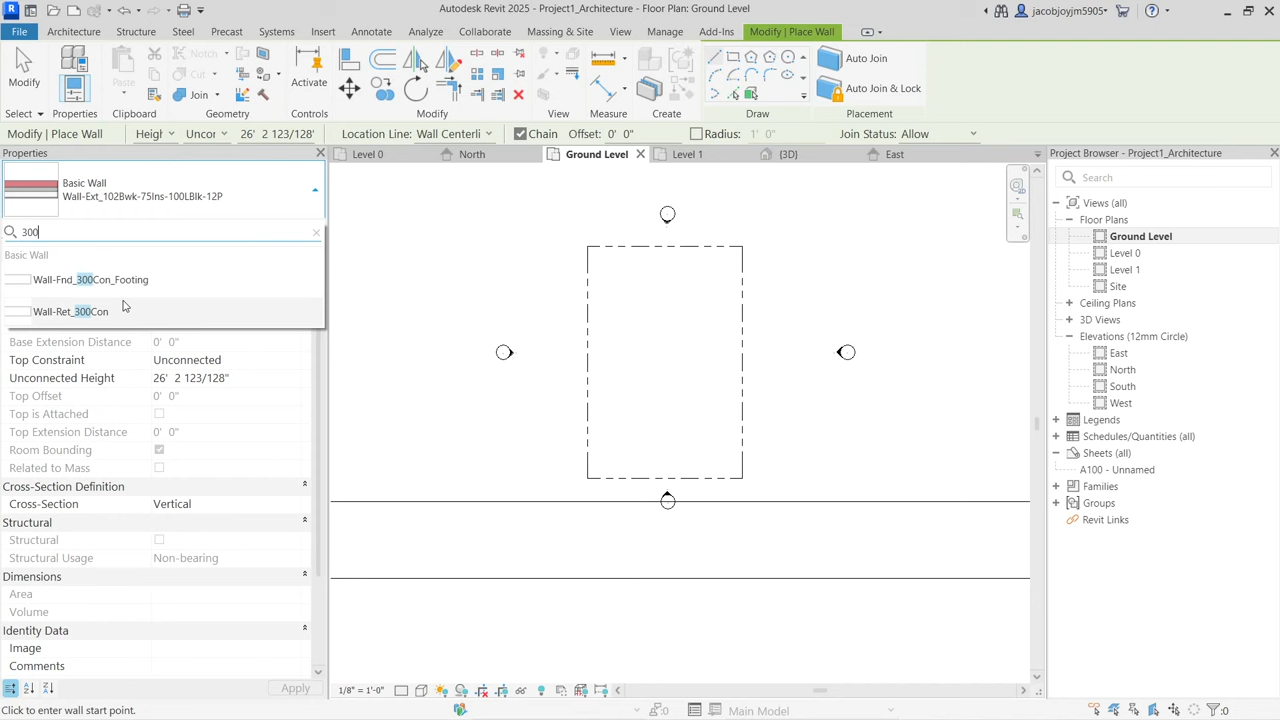 Autodesk Revit 2025 - Project1_Architecture - Floor Plan: Ground Level
jacobjoyjm5905*
File Architecture Structure Steel Precast Systems Insert Annotate Analyze Collaborate Massing & Site View Manage Add-Ins Modify | Place Wall
Modify
Paste
Notch
Cut
Join
Activate
Auto Join
Auto Join & Lock
Select Properties Clipboard Geometry Controls Modify View Measure Create Draw Placement
Modify | Place Wall Heigh Uncor 26' 2 123/128" Location Line: Wall Centerli Chain Offset: 0' 0" Radius: 1' 0" Join Status: Allow
Properties
Level 0 North Ground Level Level 1 {3D} East
Project Browser - Project1_Architecture
Basic Wall
Wall-Ext_102Bwk-75Ins-100LBlk-12P
300
Basic Wall
Wall-Fnd_300Con_Footing
Wall-Ret_300Con
Base Extension Distance 0' 0"
Top Constraint Unconnected
Unconnected Height 26' 2 123/128"
Top Offset 0' 0"
Top is Attached
Top Extension Distance 0' 0"
Room Bounding
Related to Mass
Cross-Section Definition
Cross-Section Vertical
Structural
Structural
Structural Usage Non-bearing
Dimensions
Area
Volume
Identity Data
Image
Comments
Apply
Search
Views (all)
Floor Plans
Ground Level
Level 0
Level 1
Site
Ceiling Plans
3D Views
Elevations (12mm Circle)
East
North
South
West
Legends
Schedules/Quantities (all)
Sheets (all)
A100 - Unnamed
Families
Groups
Revit Links
1/8" = 1'-0"
Click to enter wall start point.
:0
Main Model
:0